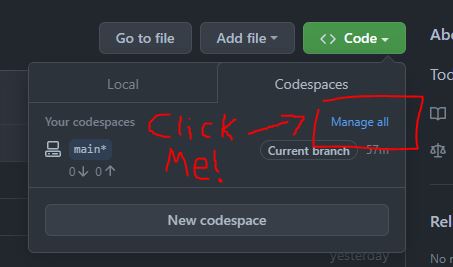 Go to file Add file <> Code Abo
Local Codespaces Too
Your codespaces Click Manage all
main* Me! Current branch 57m
0↓ 0↑
New codespace
Rel
yesterday No r